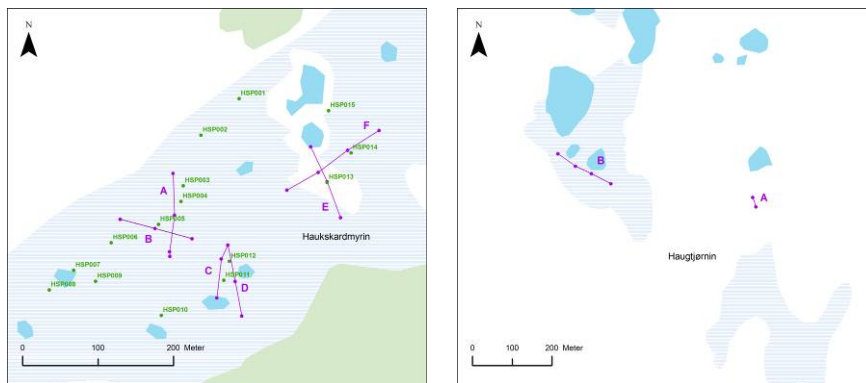 N
HSP001
HSP015
HSP002
F
HSP014
A
HSP003
HSP013
HSP004
E
HSP005
B
Haukskardmyrin
HSP006
HSP012
C
HSP007
HSP011
D
HSP009
HSP008
HSP010
0 100 200 Meter
N
B
A
Haugtjørnin
0 100 200 Meter